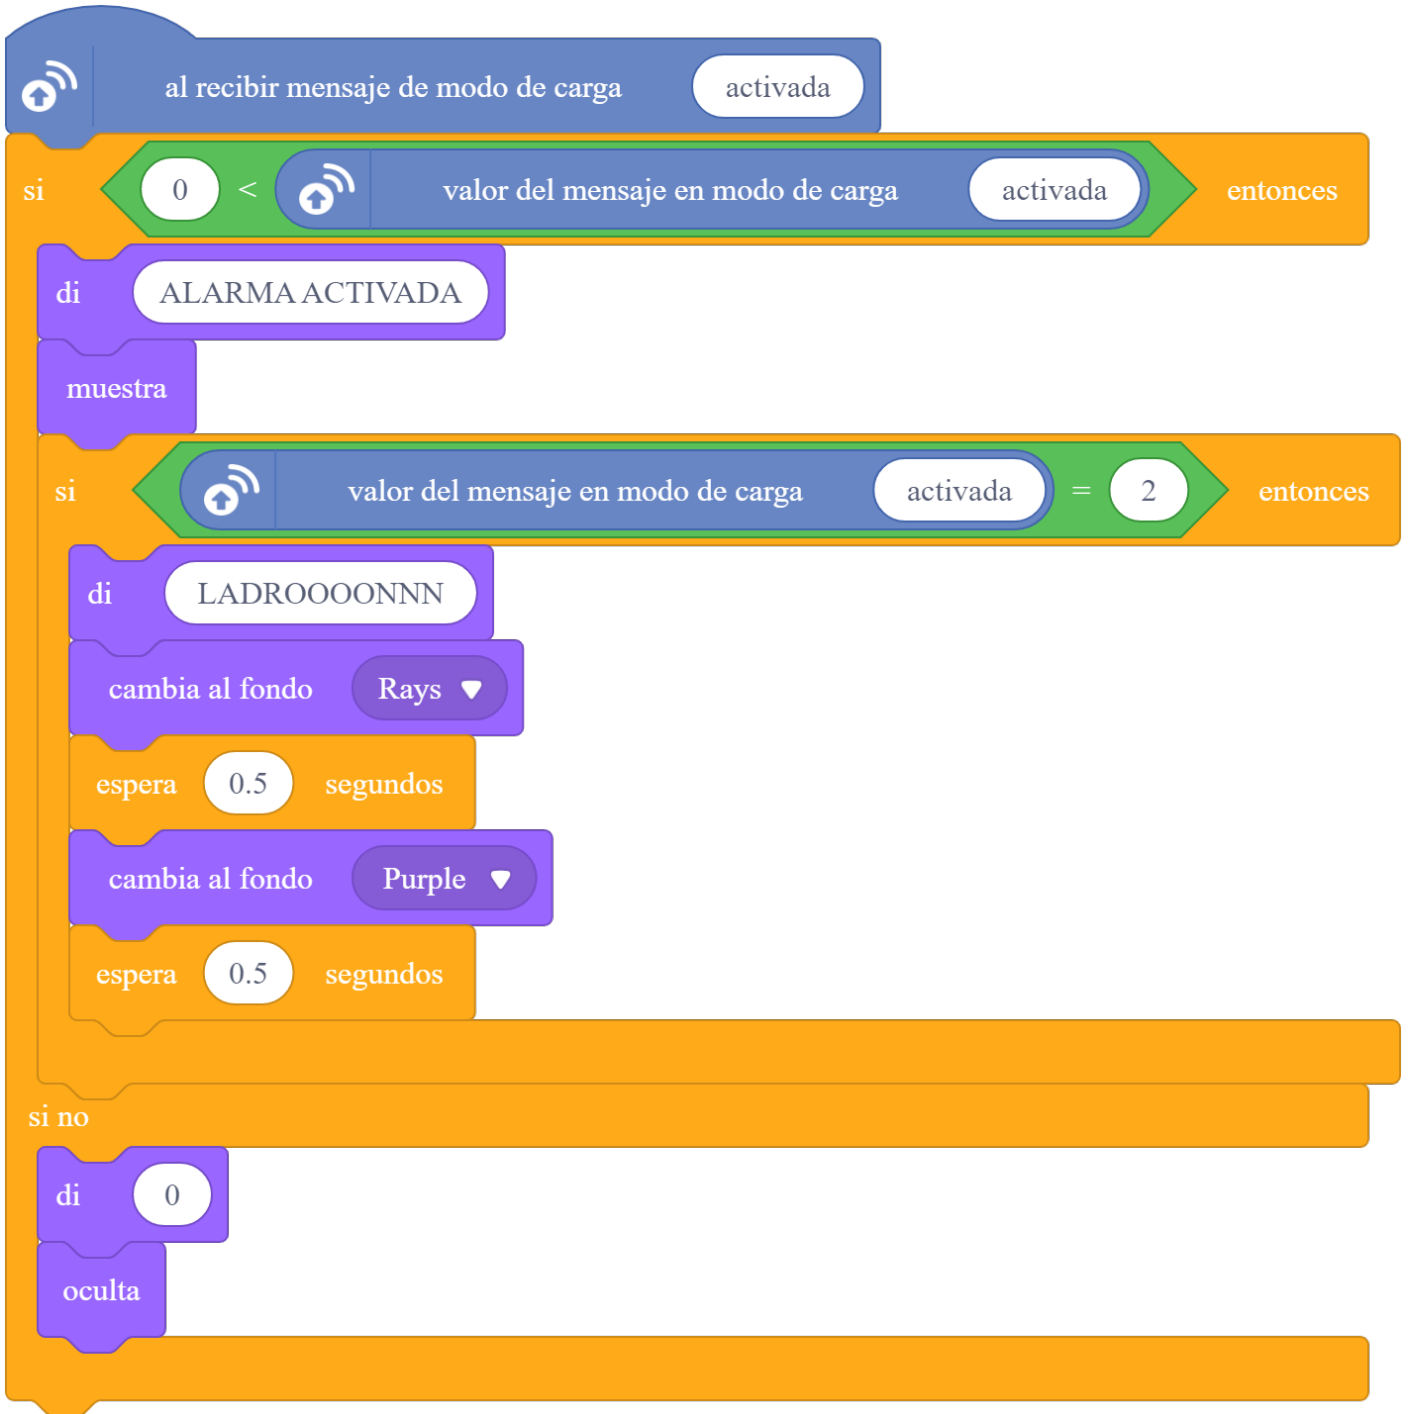 al recibir mensaje de modo de carga activada
si 0 < valor del mensaje en modo de carga activada entonces
di ALARMA ACTIVADA
muestra
si valor del mensaje en modo de carga activada = 2 entonces
di LADROOOONNN
cambia al fondo Rays
espera 0.5 segundos
cambia al fondo Purple
espera 0.5 segundos
si no
di 0
oculta